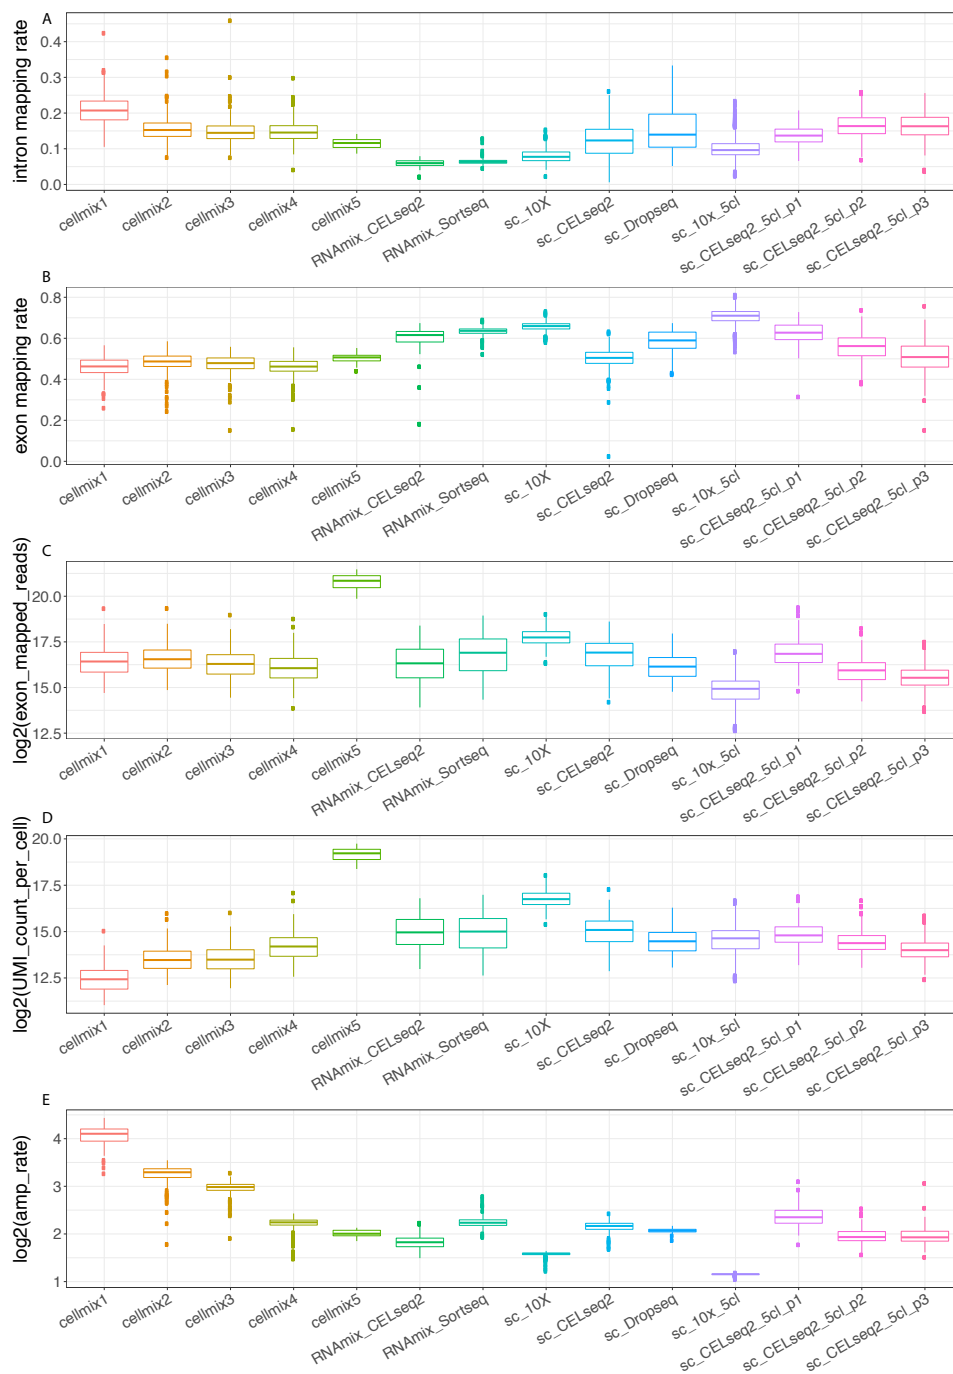 A
intron mapping rate
0.4
0.3
0.2
0.1
0.0
cellmix1
cellmix2
cellmix3
cellmix4
cellmix5
RNAmix_CELseq2
RNAmix_Sortseq
sc_10X
sc_CELseq2
sc_Dropseq
sc_10x_5cl
sc_CELseq2_5cl_p1
sc_CELseq2_5cl_p2
sc_CELseq2_5cl_p3
B
exon mapping rate
0.8
0.6
0.4
0.2
0.0
cellmix1
cellmix2
cellmix3
cellmix4
cellmix5
RNAmix_CELseq2
RNAmix_Sortseq
sc_10X
sc_CELseq2
sc_Dropseq
sc_10x_5cl
sc_CELseq2_5cl_p1
sc_CELseq2_5cl_p2
sc_CELseq2_5cl_p3
C
log2(exon_mapped_reads)
20.0
17.5
15.0
12.5
cellmix1
cellmix2
cellmix3
cellmix4
cellmix5
RNAmix_CELseq2
RNAmix_Sortseq
sc_10X
sc_CELseq2
sc_Dropseq
sc_10x_5cl
sc_CELseq2_5cl_p1
sc_CELseq2_5cl_p2
sc_CELseq2_5cl_p3
D
log2(UMI_count_per_cell)
20.0
17.5
15.0
12.5
cellmix1
cellmix2
cellmix3
cellmix4
cellmix5
RNAmix_CELseq2
RNAmix_Sortseq
sc_10X
sc_CELseq2
sc_Dropseq
sc_10x_5cl
sc_CELseq2_5cl_p1
sc_CELseq2_5cl_p2
sc_CELseq2_5cl_p3
E
log2(amp_rate)
4
3
2
1
cellmix1
cellmix2
cellmix3
cellmix4
cellmix5
RNAmix_CELseq2
RNAmix_Sortseq
sc_10X
sc_CELseq2
sc_Dropseq
sc_10x_5cl
sc_CELseq2_5cl_p1
sc_CELseq2_5cl_p2
sc_CELseq2_5cl_p3